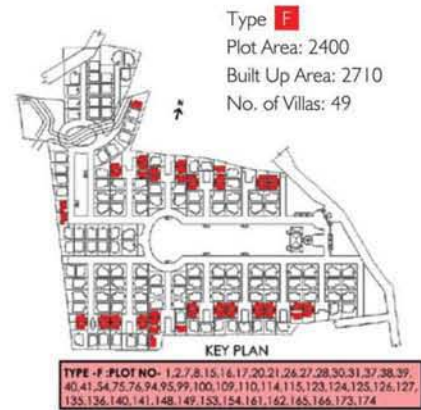 Type F
Plot Area: 2400
Built Up Area: 2710
No. of Villas: 49
N
KEY PLAN
TYPE -F :PLOT NO- 1,2,7,8,15,16,17,20,21,26,27,28,30,31,37,38,39,
40,41,54,75,76,94,95,99,100,109,110,114,115,123,124,125,126,127,
135,136,140,141,148,149,153,154,161,162,165,166,173,174